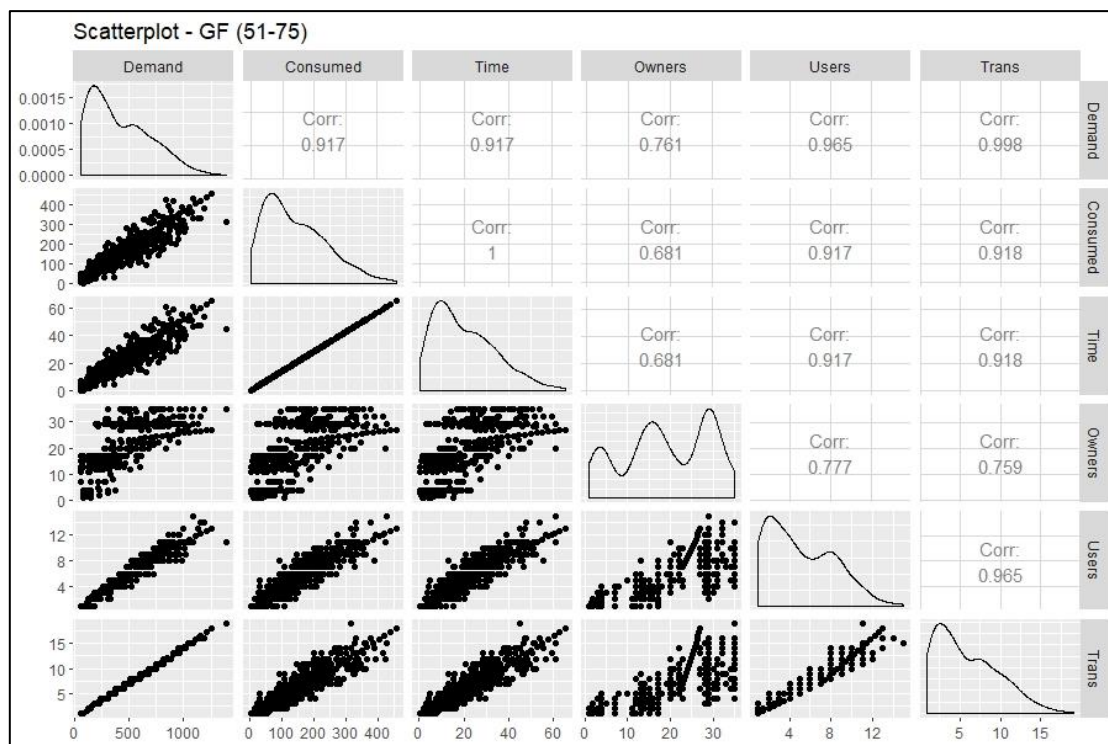 Scatterplot - GF (51-75)
Demand Consumed Time Owners Users Trans
0.0015
0.0010
0.0005
0.0000
Corr:
0.917
Corr:
0.917
Corr:
0.761
Corr:
0.965
Corr:
0.998
Demand
400
300
200
100
0
Corr:
1
Corr:
0.681
Corr:
0.917
Corr:
0.918
Consumed
60
40
20
0
Corr:
0.681
Corr:
0.917
Corr:
0.918
Time
30
20
10
0
Corr:
0.777
Corr:
0.759
Owners
12
8
4
Corr:
0.965
Users
15
10
5
Trans
0 500 1000 0 100 200 300 400 0 20 40 60 0 10 20 30 4 8 12 5 10 15